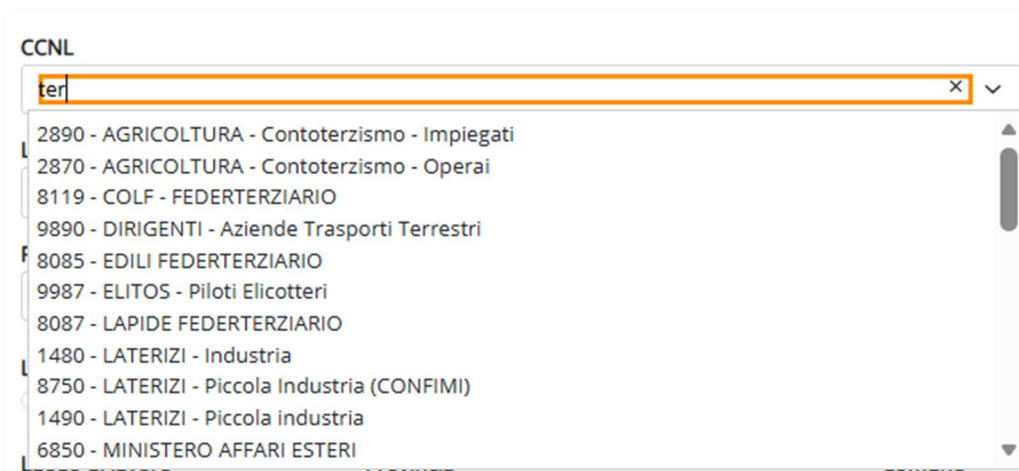 CCNL
ter
2890 - AGRICOLTURA - Contoterzismo - Impiegati
2870 - AGRICOLTURA - Contoterzismo - Operai
8119 - COLF - FEDERTERZIARIO
9890 - DIRIGENTI - Aziende Trasporti Terrestri
8085 - EDILI FEDERTERZIARIO
9987 - ELITOS - Piloti Elicotteri
8087 - LAPIDE FEDERTERZIARIO
1480 - LATERIZI - Industria
8750 - LATERIZI - Piccola Industria (CONFIMI)
1490 - LATERIZI - Piccola industria
6850 - MINISTERO AFFARI ESTERI